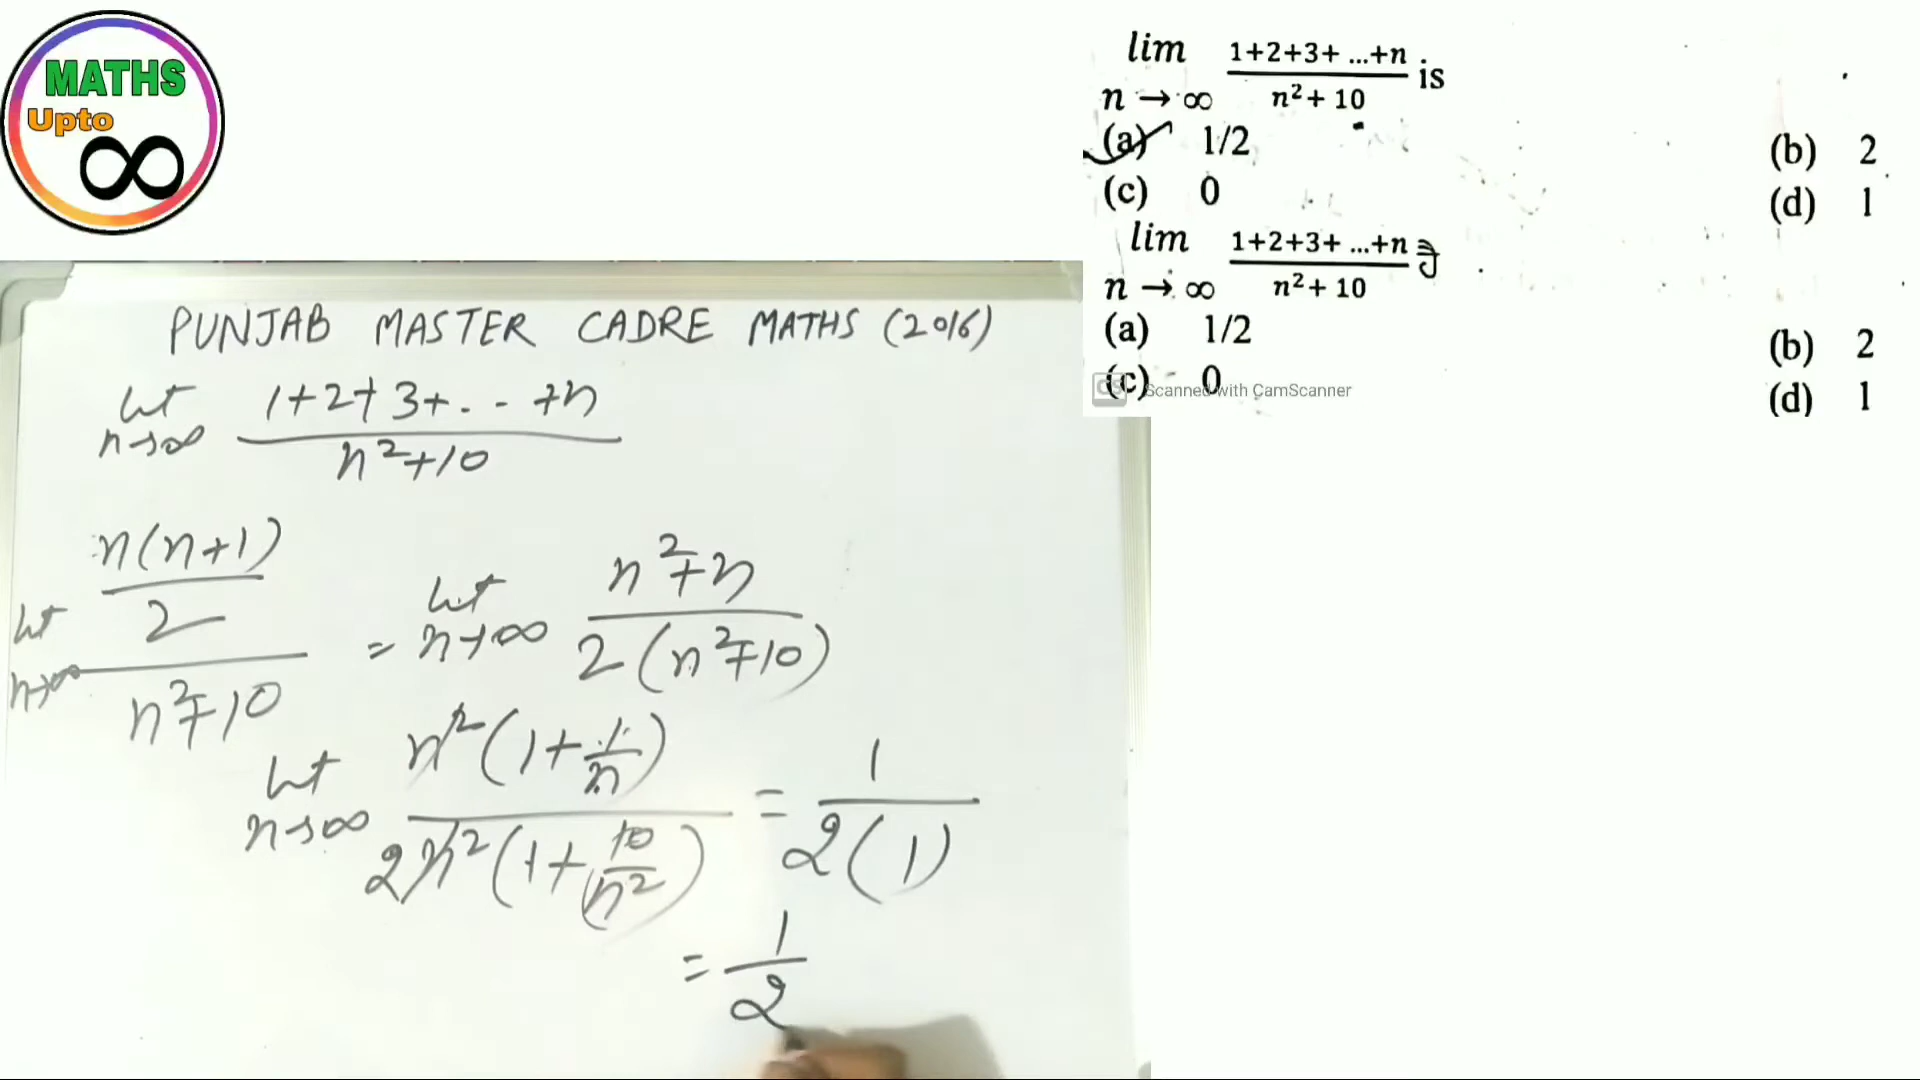 MATHS
Upto
∞
lim 1+2+3+ ...+n is
n → ∞ n²+ 10
(a) 1/2 (b) 2
(c) 0 (d) 1
lim 1+2+3+ ...+n
n → ∞ n²+ 10
(a) 1/2 (b) 2
(c) 0 (d) 1
CS Scanned with CamScanner
PUNJAB MASTER CADRE MATHS (2016)
Lt 1+2+3+...+n
n→∞ n²+10
n(n+1)
Lt 2 = Lt n²+n
n→∞ n²+10 n→∞ 2(n²+10)
Lt n²(1+1/n) = 1
n→∞ 2n²(1+10/n²) 2(1)
= 1
2